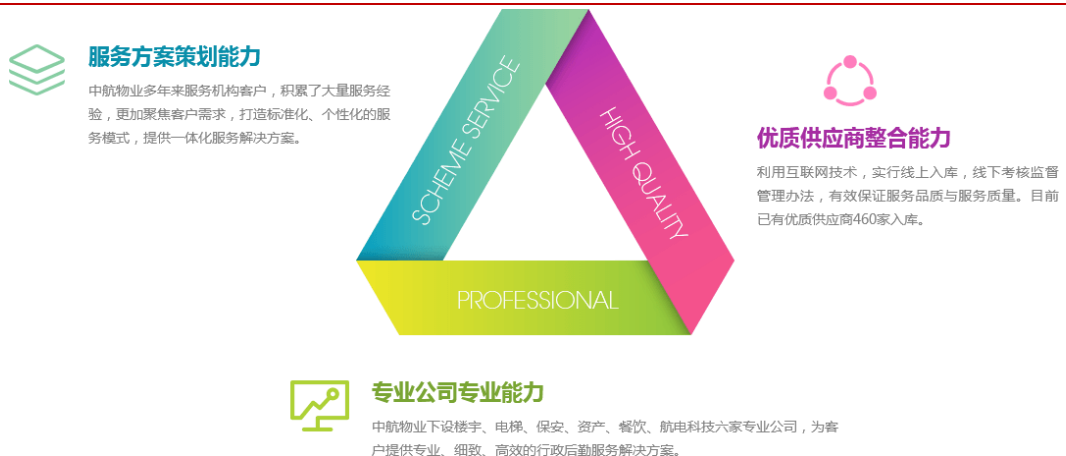 服务方案策划能力
中航物业多年来服务机构客户，积累了大量服务经
验，更加聚焦客户需求，打造标准化、个性化的服
务模式，提供一体化服务解决方案。
SCHEME SERVICE
HIGH QUALITY
PROFESSIONAL
优质供应商整合能力
利用互联网技术，实行线上入库，线下考核监督
管理办法，有效保证服务品质与服务质量。目前
已有优质供应商460家入库。
专业公司专业能力
中航物业下设楼宇、电梯、保安、资产、餐饮、航电科技六家专业公司，为客
户提供专业、细致、高效的行政后勤服务解决方案。